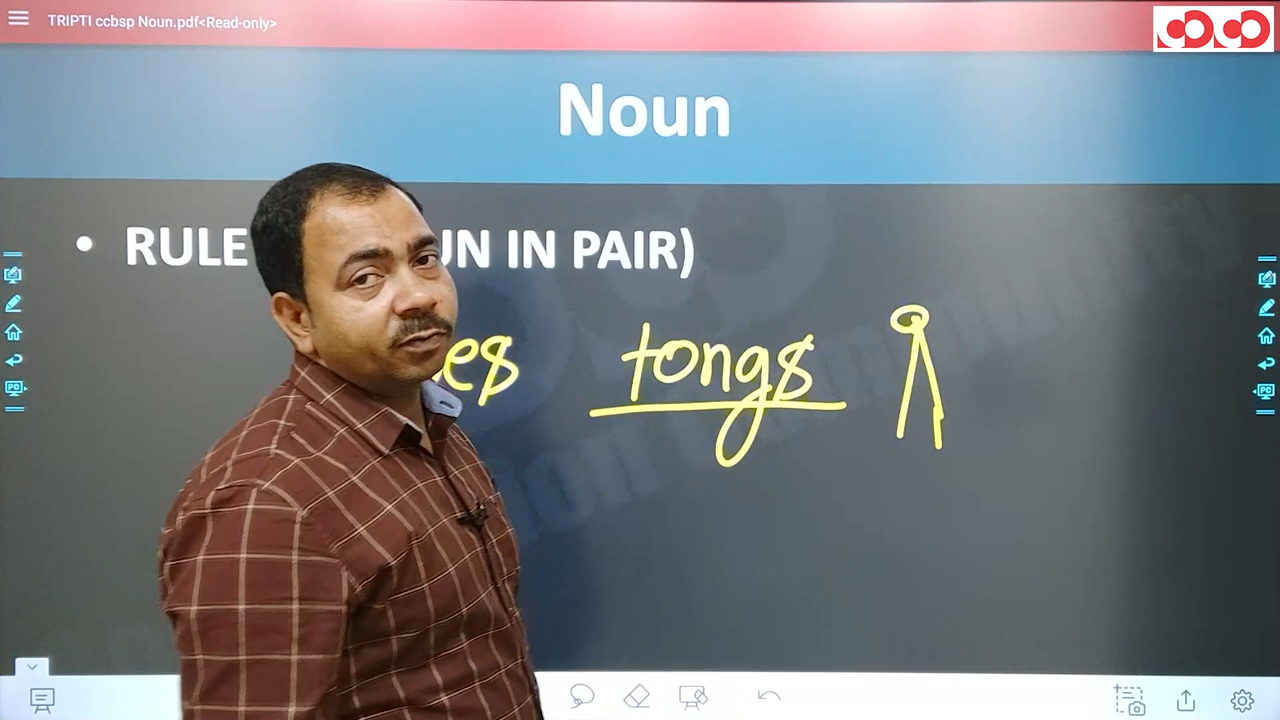 TRIPTI ccbsp Noun.pdf<Read-only>
Noun
• RULE UN IN PAIR)
es tongs